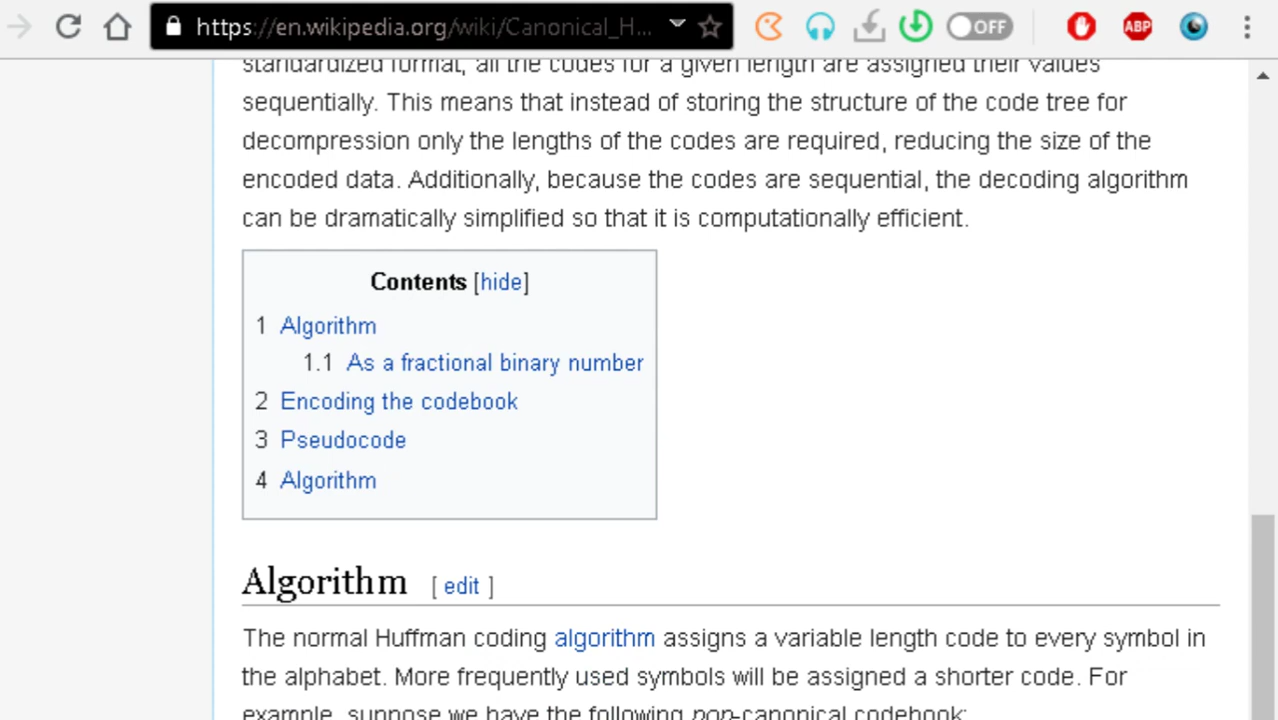 https://en.wikipedia.org/wiki/Canonical_H...
OFF
ABP
standardized format, all the codes for a given length are assigned their values
sequentially. This means that instead of storing the structure of the code tree for
decompression only the lengths of the codes are required, reducing the size of the
encoded data. Additionally, because the codes are sequential, the decoding algorithm
can be dramatically simplified so that it is computationally efficient.
Contents [hide]
1 Algorithm
1.1 As a fractional binary number
2 Encoding the codebook
3 Pseudocode
4 Algorithm
Algorithm [ edit ]
The normal Huffman coding algorithm assigns a variable length code to every symbol in
the alphabet. More frequently used symbols will be assigned a shorter code. For
example, suppose we have the following non-canonical codebook: